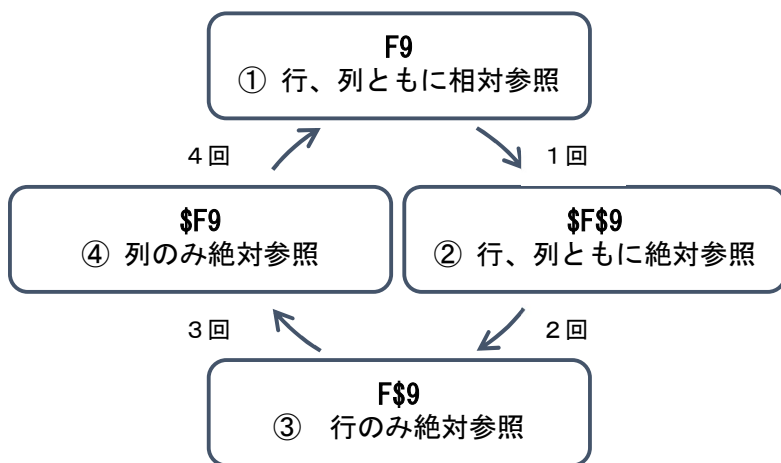 F9
① 行、列ともに相対参照
4回
1回
$F9
④ 列のみ絶対参照
$F$9
② 行、列ともに絶対参照
3回
2回
F$9
③ 行のみ絶対参照